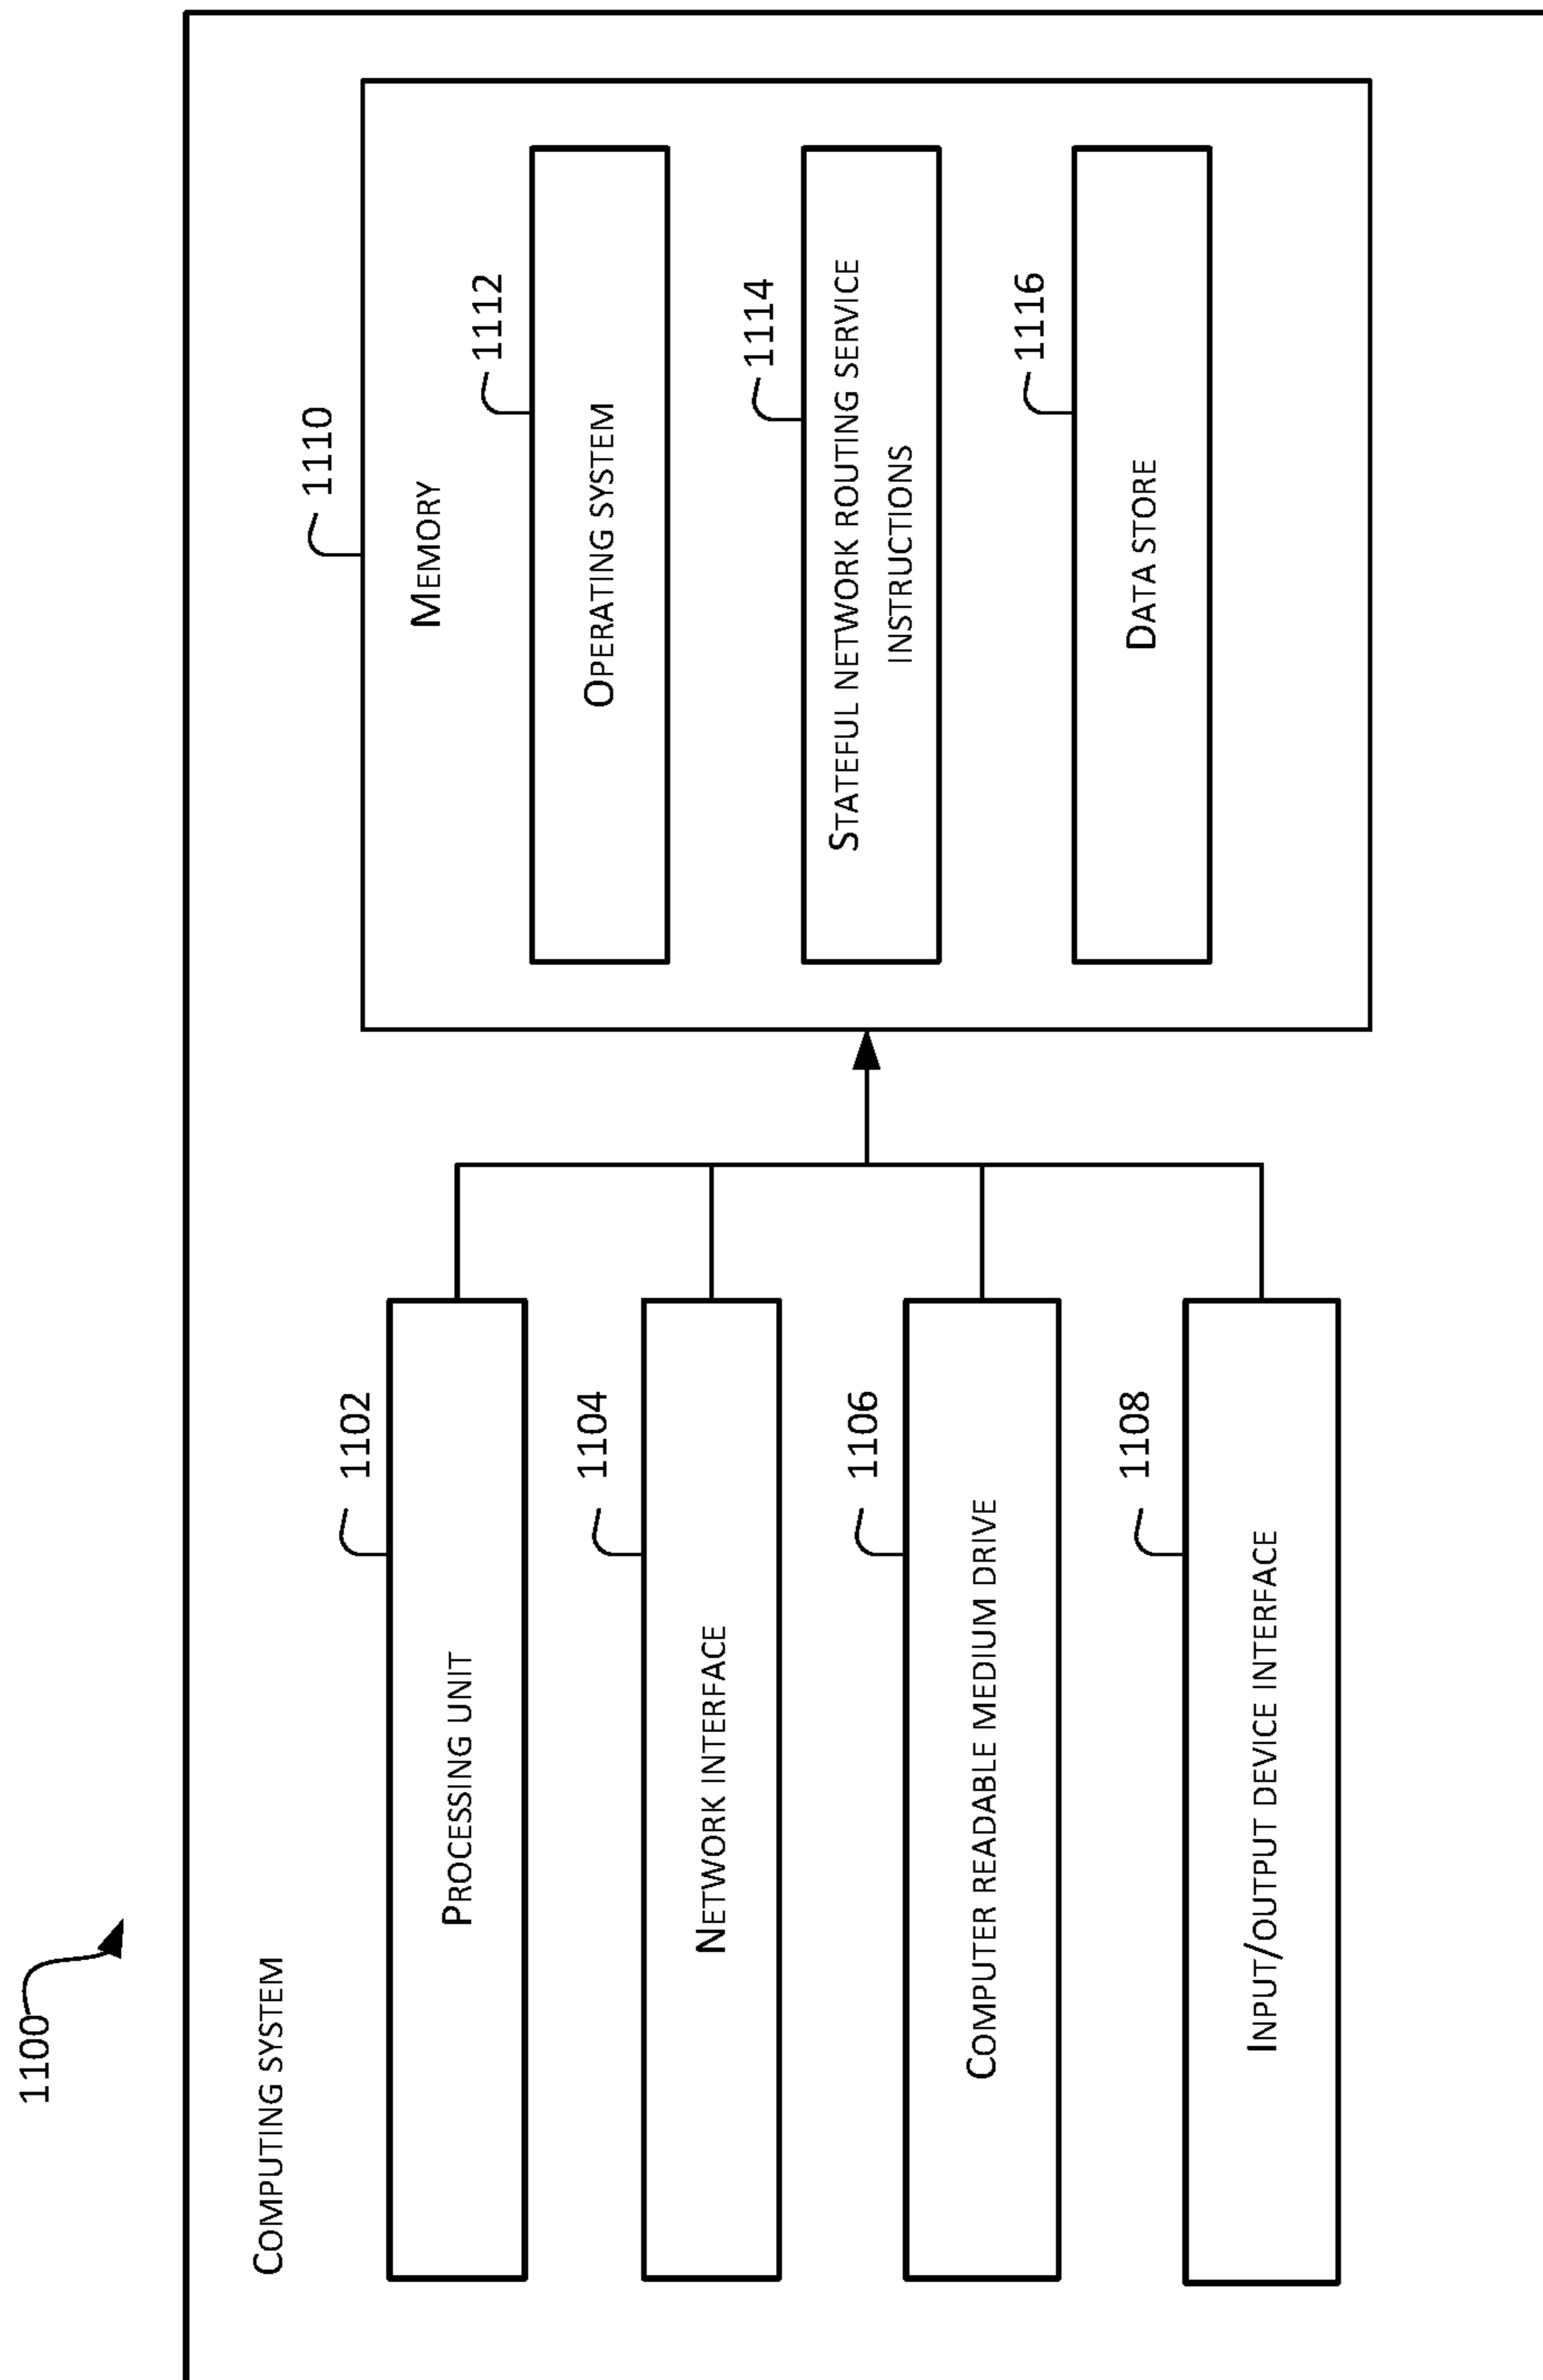 1100
COMPUTING SYSTEM
1102
PROCESSING UNIT
1104
NETWORK INTERFACE
1106
COMPUTER READABLE MEDIUM DRIVE
1108
INPUT/OUTPUT DEVICE INTERFACE
1110
MEMORY
1112
OPERATING SYSTEM
1114
STATEFUL NETWORK ROUTING SERVICE
INSTRUCTIONS
1116
DATA STORE